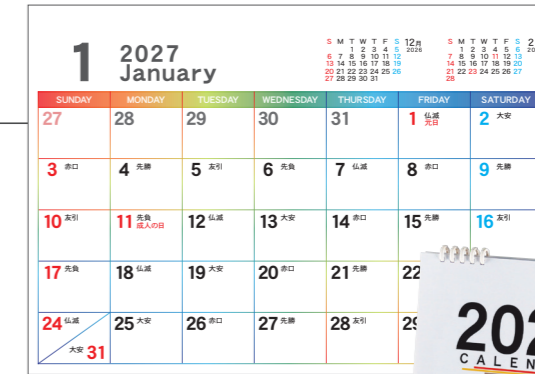 1 2027 January
S M T W T F S 12月 2026
1 2 3 4 5
6 7 8 9 10 11 12
13 14 15 16 17 18 19
20 21 22 23 24 25 26
27 28 29 30 31
S M T W T F S 2
1 2 3 4 5 6
7 8 9 10 11 12 13
14 15 16 17 18 19 20
21 22 23 24 25 26 27
28
SUNDAY MONDAY TUESDAY WEDNESDAY THURSDAY FRIDAY SATURDAY
27 28 29 30 31 1 仏滅 元日 2 大安
3 赤口 4 先勝 5 友引 6 先負 7 仏滅 8 赤口 9 先勝
10 友引 11 先負 成人の日 12 仏滅 13 大安 14 赤口 15 先勝 16 友引
17 先負 18 仏滅 19 大安 20 赤口 21 先勝 22
24 仏滅 25 大安 26 赤口 27 先勝 28 友引
大安 31
202
CALEN